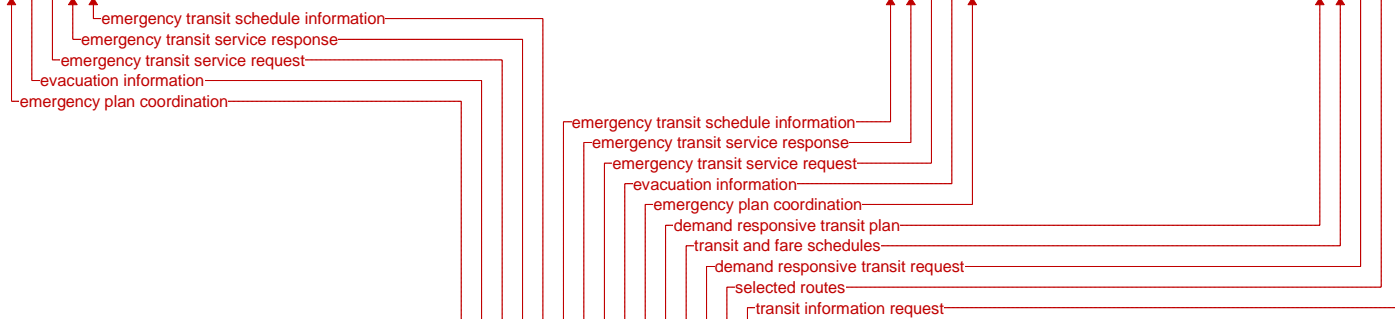 emergency transit schedule information
emergency transit service response
emergency transit service request
evacuation information
emergency plan coordination
emergency transit schedule information
emergency transit service response
emergency transit service request
evacuation information
emergency plan coordination
demand responsive transit plan
transit and fare schedules
demand responsive transit request
selected routes
transit information request